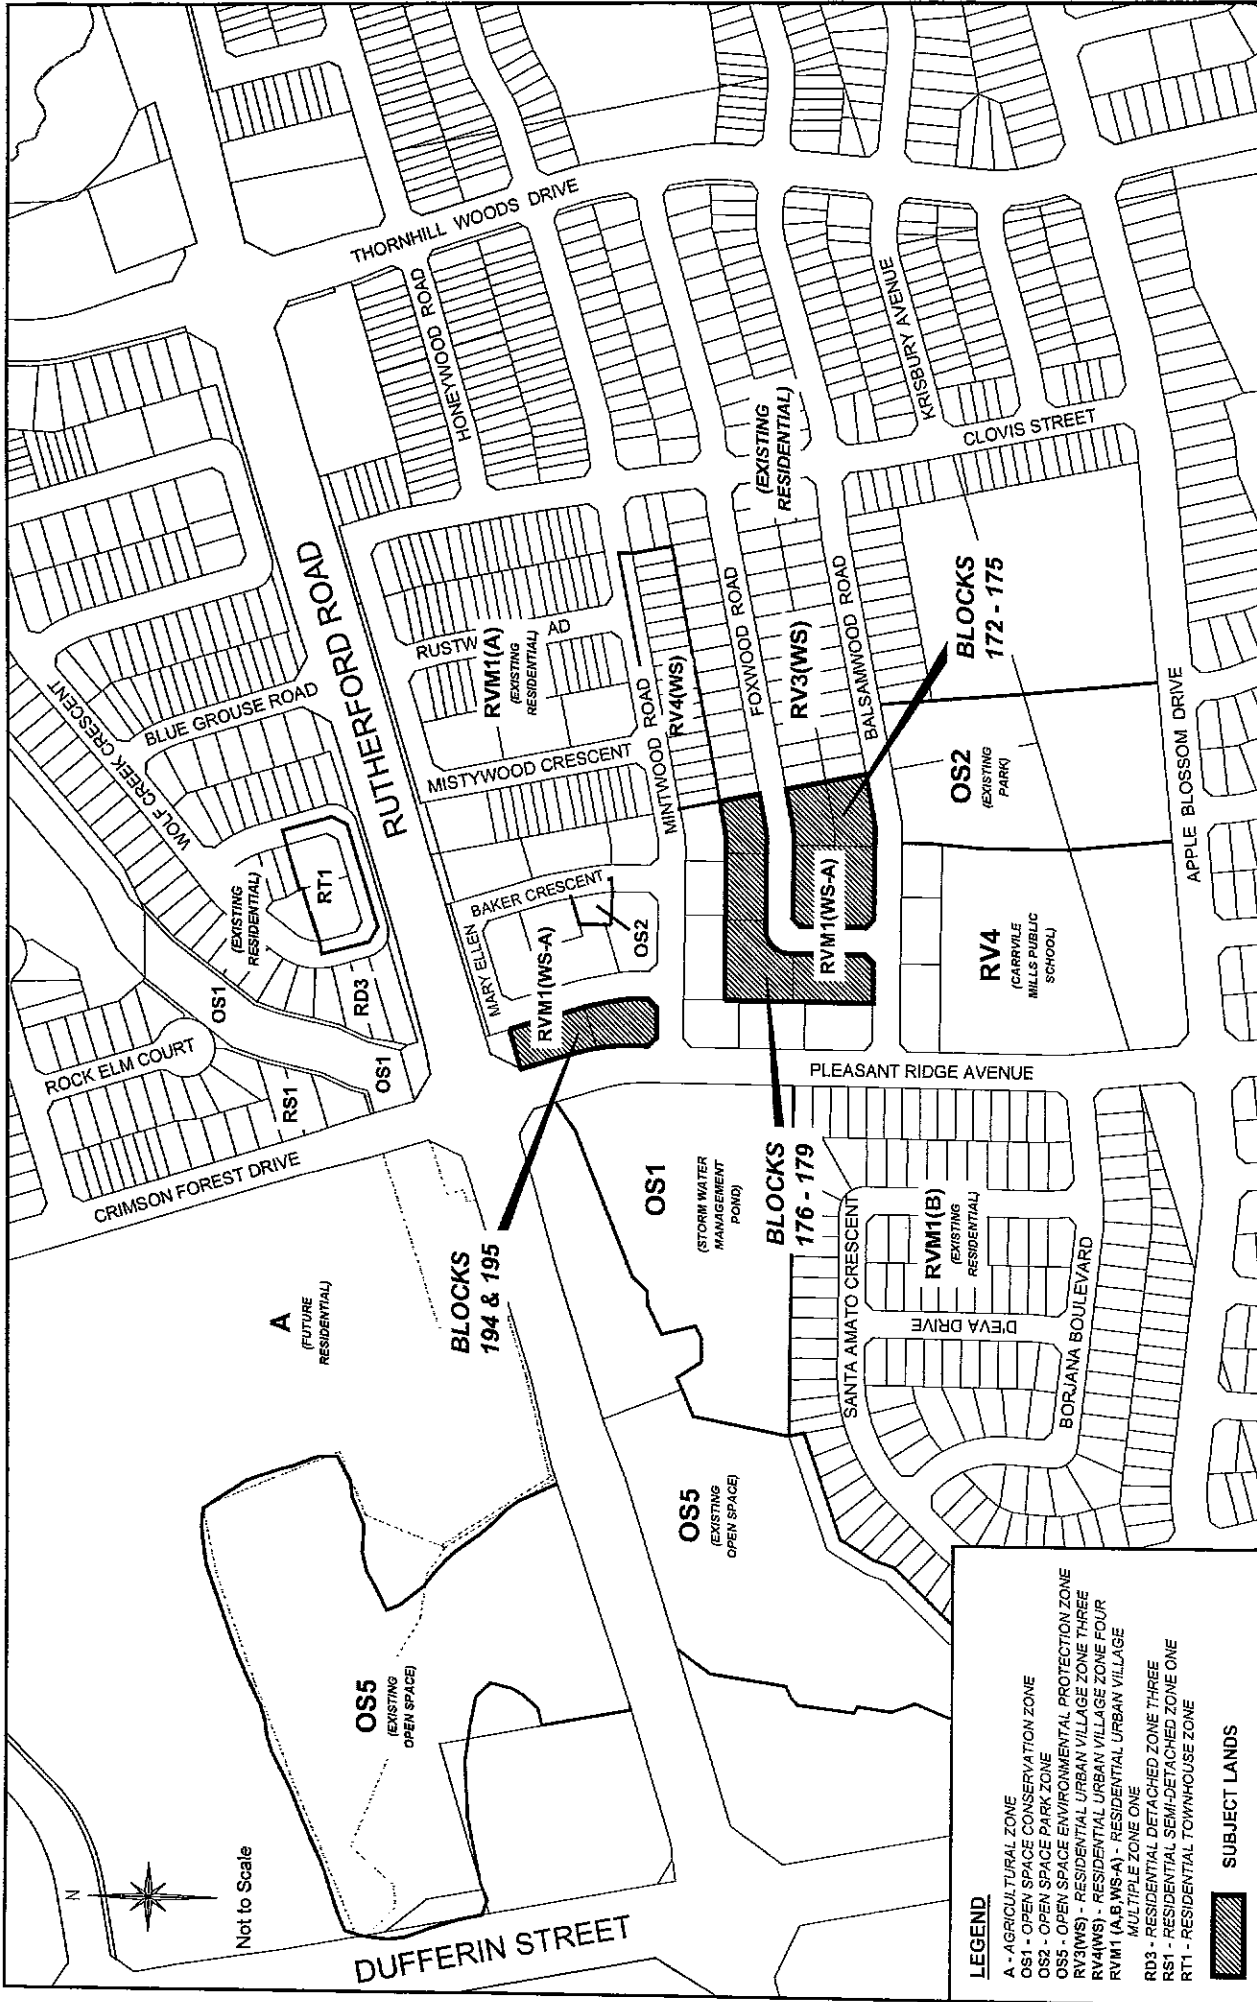 N
Not to Scale
DUFFERIN STREET
OS5
(EXISTING
OPEN SPACE)
A
(FUTURE
RESIDENTIAL)
CRIMSON FOREST DRIVE
ROCK ELM COURT
RS1
OS1
OS1
RD3
(EXISTING
RESIDENTIAL)
RT1
WOLF CREEK CRESCENT
BLUE GROUSE ROAD
RUTHERFORD ROAD
THORNHILL WOODS DRIVE
HONEYWOOD ROAD
BLOCKS
194 & 195
MARY ELLEN
BAKER CRESCENT
RVM1(WS-A)
OS2
MISTYWOOD CRESCENT
RUSTW
AD
RVM1(A)
(EXISTING
RESIDENTIAL)
MINTWOOD ROAD
RV4(WS)
FOXWOOD ROAD
RV3(WS)
BALSAMWOOD ROAD
(EXISTING
RESIDENTIAL)
KRISBURY AVENUE
CLOVIS STREET
BLOCKS
172 - 175
RVM1(WS-A)
BLOCKS
176 - 179
OS1
(STORM WATER
MANAGEMENT
POND)
OS5
(EXISTING
OPEN SPACE)
PLEASANT RIDGE AVENUE
RV4
(CARRVILE
MILLS PUBLIC
SCHOOL)
OS2
(EXISTING
PARK)
APPLE BLOSSOM DRIVE
SANTA AMATO CRESCENT
RVM1(B)
(EXISTING
RESIDENTIAL)
D'EVA DRIVE
BORJANA BOULEVARD
LEGEND
A - AGRICULTURAL ZONE
OS1 - OPEN SPACE CONSERVATION ZONE
OS2 - OPEN SPACE PARK ZONE
OS5 - OPEN SPACE ENVIRONMENTAL PROTECTION ZONE
RV3(WS) - RESIDENTIAL URBAN VILLAGE ZONE THREE
RV4(WS) - RESIDENTIAL URBAN VILLAGE ZONE FOUR
RVM1 (A,B,WS-A) - RESIDENTIAL URBAN VILLAGE
MULTIPLE ZONE ONE
RD3 - RESIDENTIAL DETACHED ZONE THREE
RS1 - RESIDENTIAL SEMI-DETACHED ZONE ONE
RT1 - RESIDENTIAL TOWNHOUSE ZONE
SUBJECT LANDS